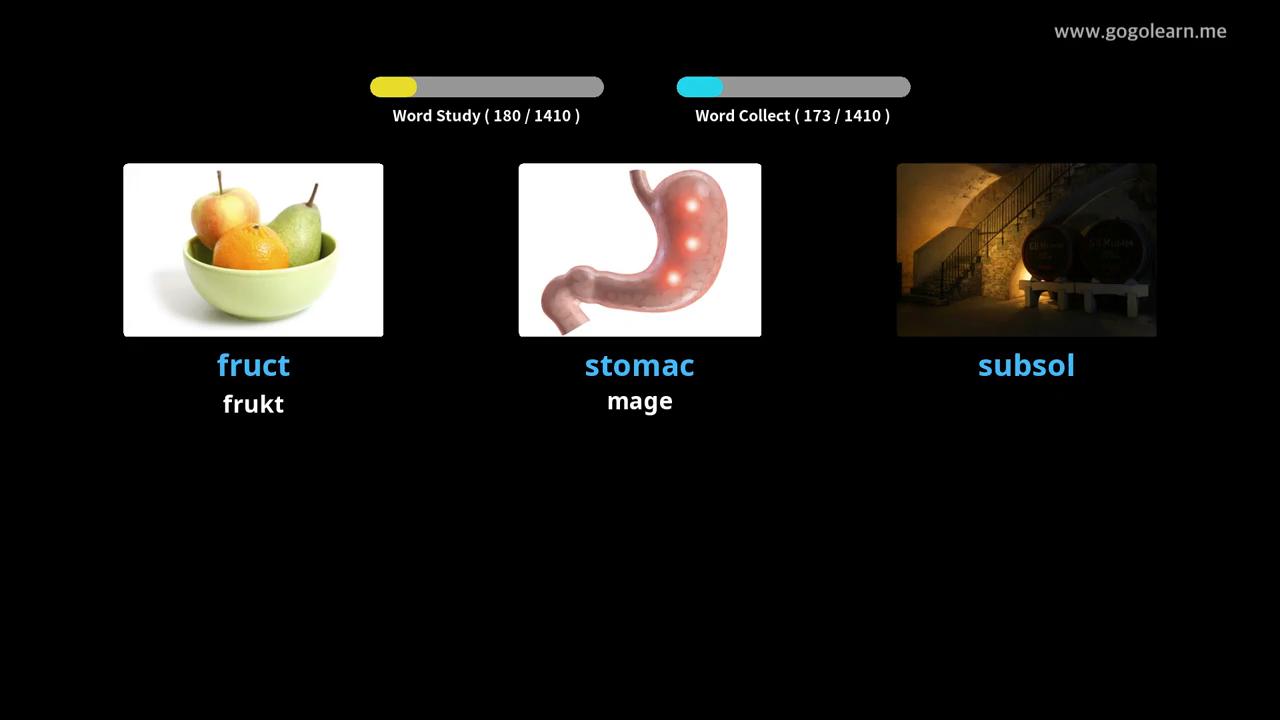 www.gogolearn.me
Word Study ( 180 / 1410 )
Word Collect ( 173 / 1410 )
fruct
stomac
subsol
frukt
mage